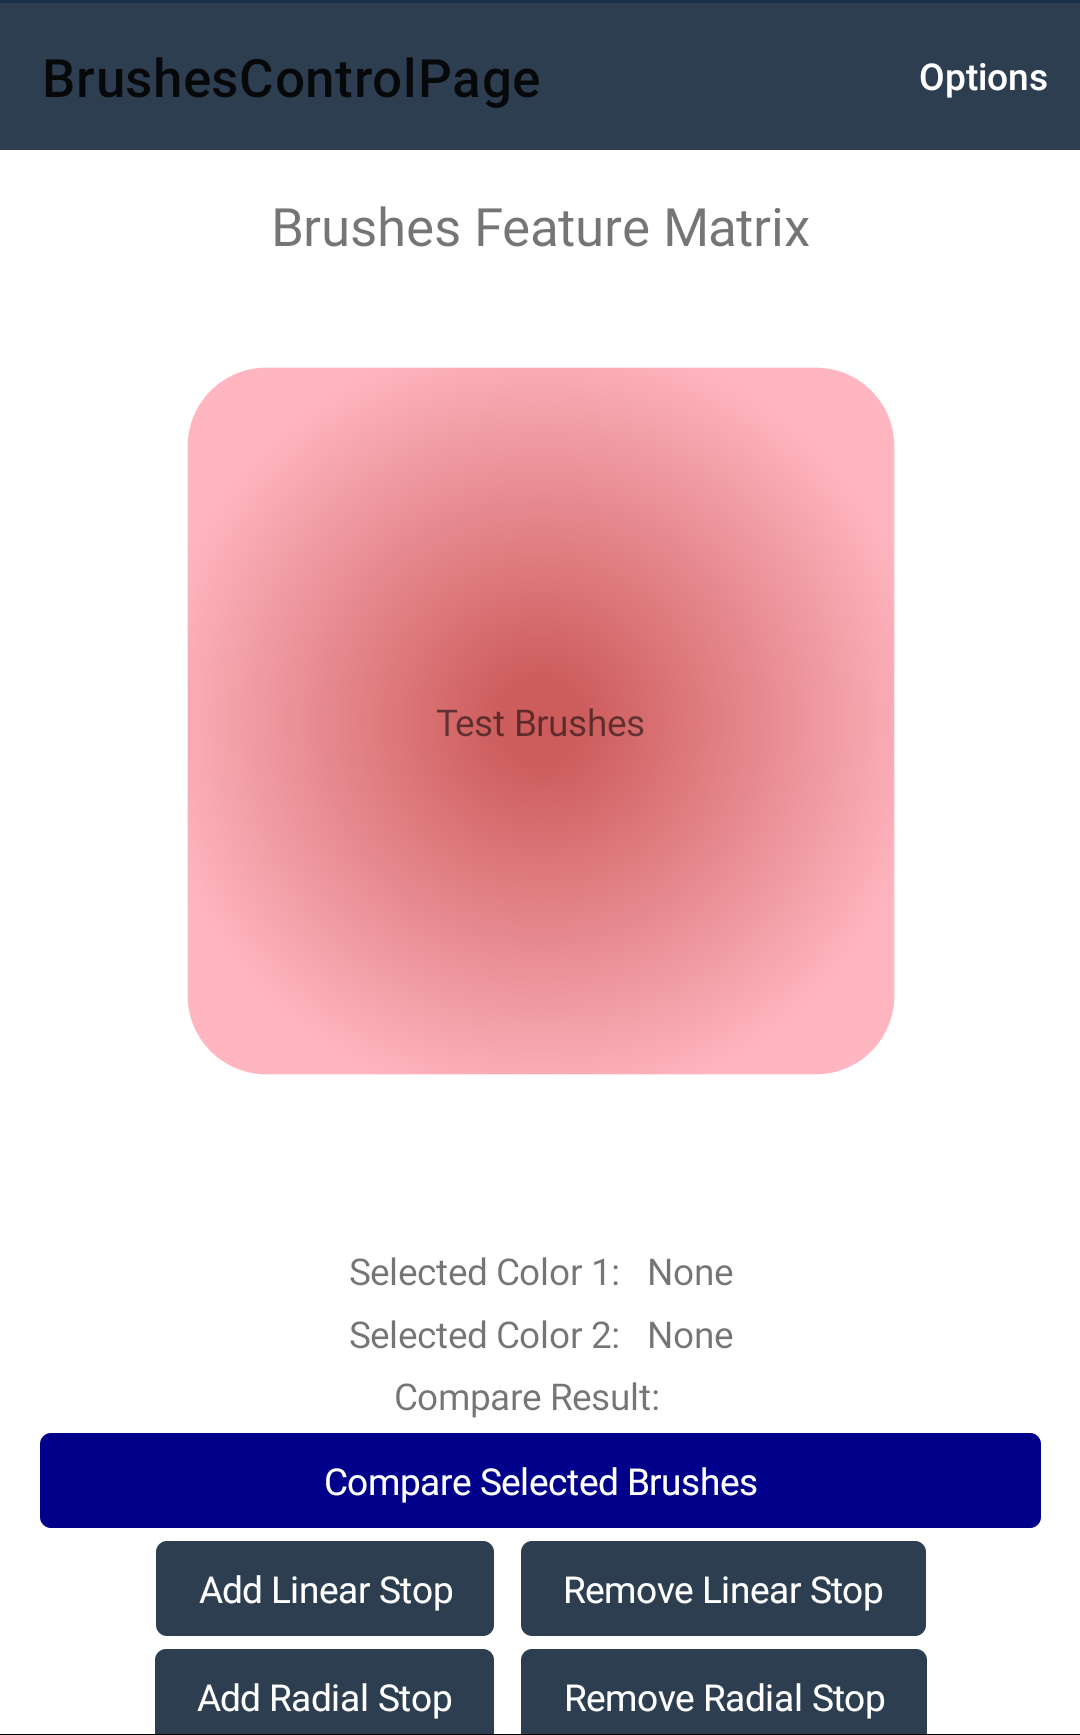 BrushesControlPage Options
Brushes Feature Matrix
Test Brushes
Selected Color 1: None
Selected Color 2: None
Compare Result:
Compare Selected Brushes
Add Linear Stop Remove Linear Stop
Add Radial Stop Remove Radial Stop